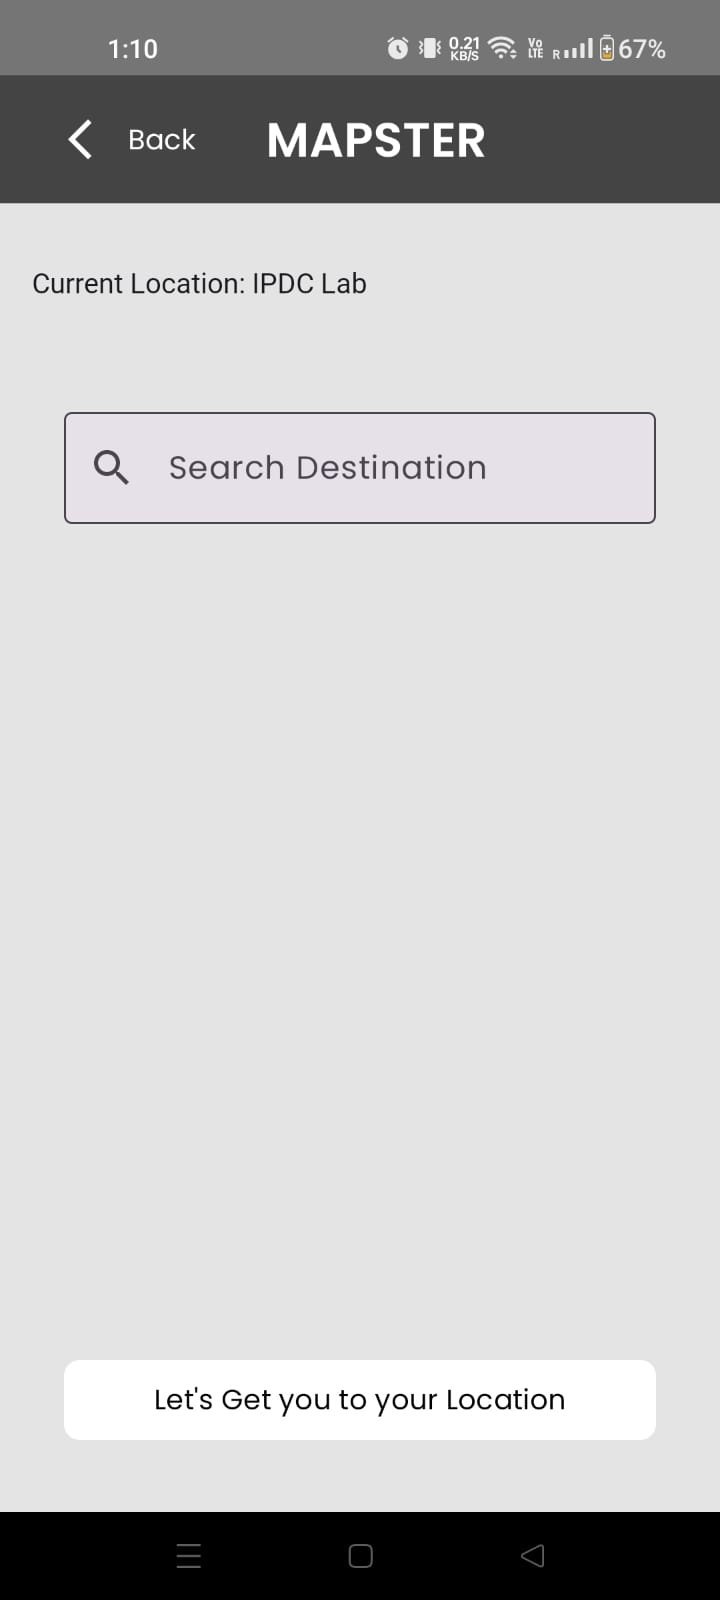 1:10
0.21 KB/S Vo LTE R 67%
Back MAPSTER
Current Location: IPDC Lab
Search Destination
Let's Get you to your Location